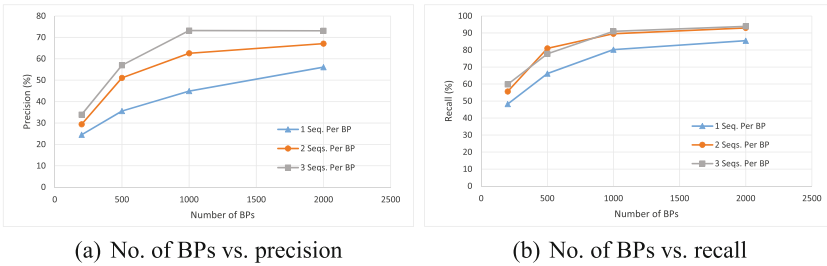 80
70
60
50
40
30
20
10
0
Precision (%)
0 500 1000 1500 2000 2500
Number of BPs
1 Seq. Per BP
2 Seqs. Per BP
3 Seqs. Per BP
(a) No. of BPs vs. precision
100
90
80
70
60
50
40
30
20
10
0
Recall (%)
0 500 1000 1500 2000 2500
Number of BPs
1 Seq. Per BP
2 Seqs. Per BP
3 Seqs. Per BP
(b) No. of BPs vs. recall